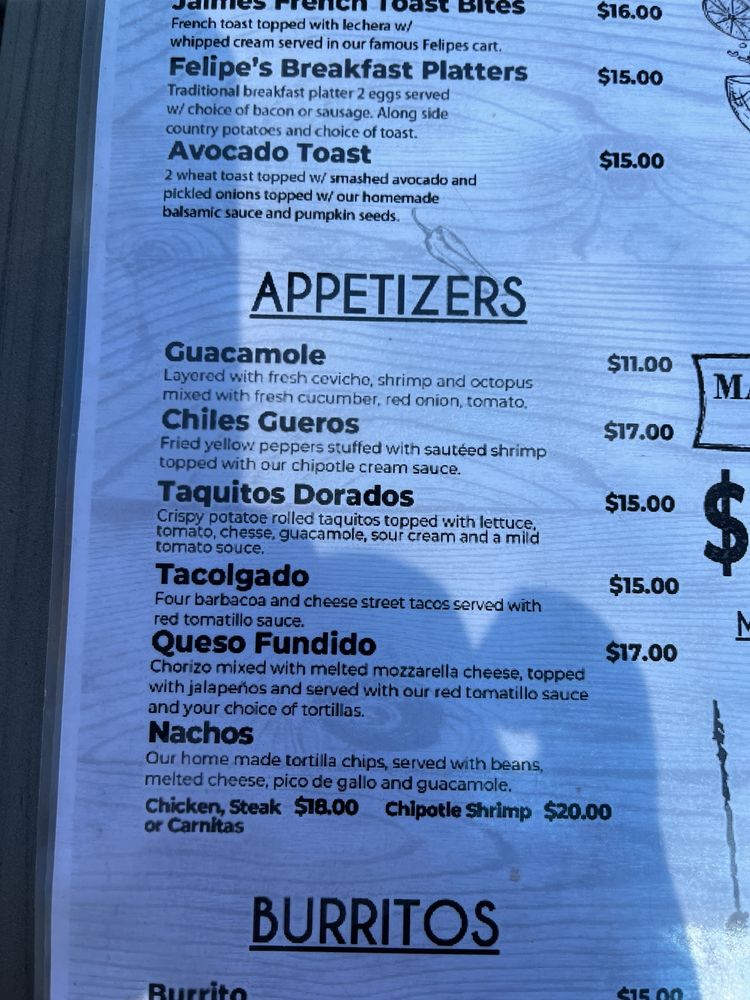 Jaimes French Toast Bites $16.00
French toast topped with lechera w/
whipped cream served in our famous Felipes cart.
Felipe's Breakfast Platters $15.00
Traditional breakfast platter 2 eggs served
w/ choice of bacon or sausage. Along side
country potatoes and choice of toast.
Avocado Toast $15.00
2 wheat toast topped w/ smashed avocado and
pickled onions topped w/ our homemade
balsamic sauce and pumpkin seeds.
APPETIZERS
Guacamole $11.00
Layered with fresh ceviche, shrimp and octopus
mixed with fresh cucumber, red onion, tomato.
Chiles Gueros $17.00
Fried yellow peppers stuffed with sautéed shrimp
topped with our chipotle cream sauce.
Taquitos Dorados $15.00
Crispy potatoe rolled taquitos topped with lettuce,
tomato, chesse, guacamole, sour cream and a mild
tomato souce.
Tacolgado $15.00
Four barbacoa and cheese street tacos served with
red tomatillo sauce.
Queso Fundido $17.00
Chorizo mixed with melted mozzarella cheese, topped
with jalapeños and served with our red tomatillo sauce
and your choice of tortillas.
Nachos
Our home made tortilla chips, served with beans,
melted cheese, pico de gallo and guacamole.
Chicken, Steak $18.00 Chipotle Shrimp $20.00
or Carnitas
BURRITOS
Burrito $15.00
MA
$
M